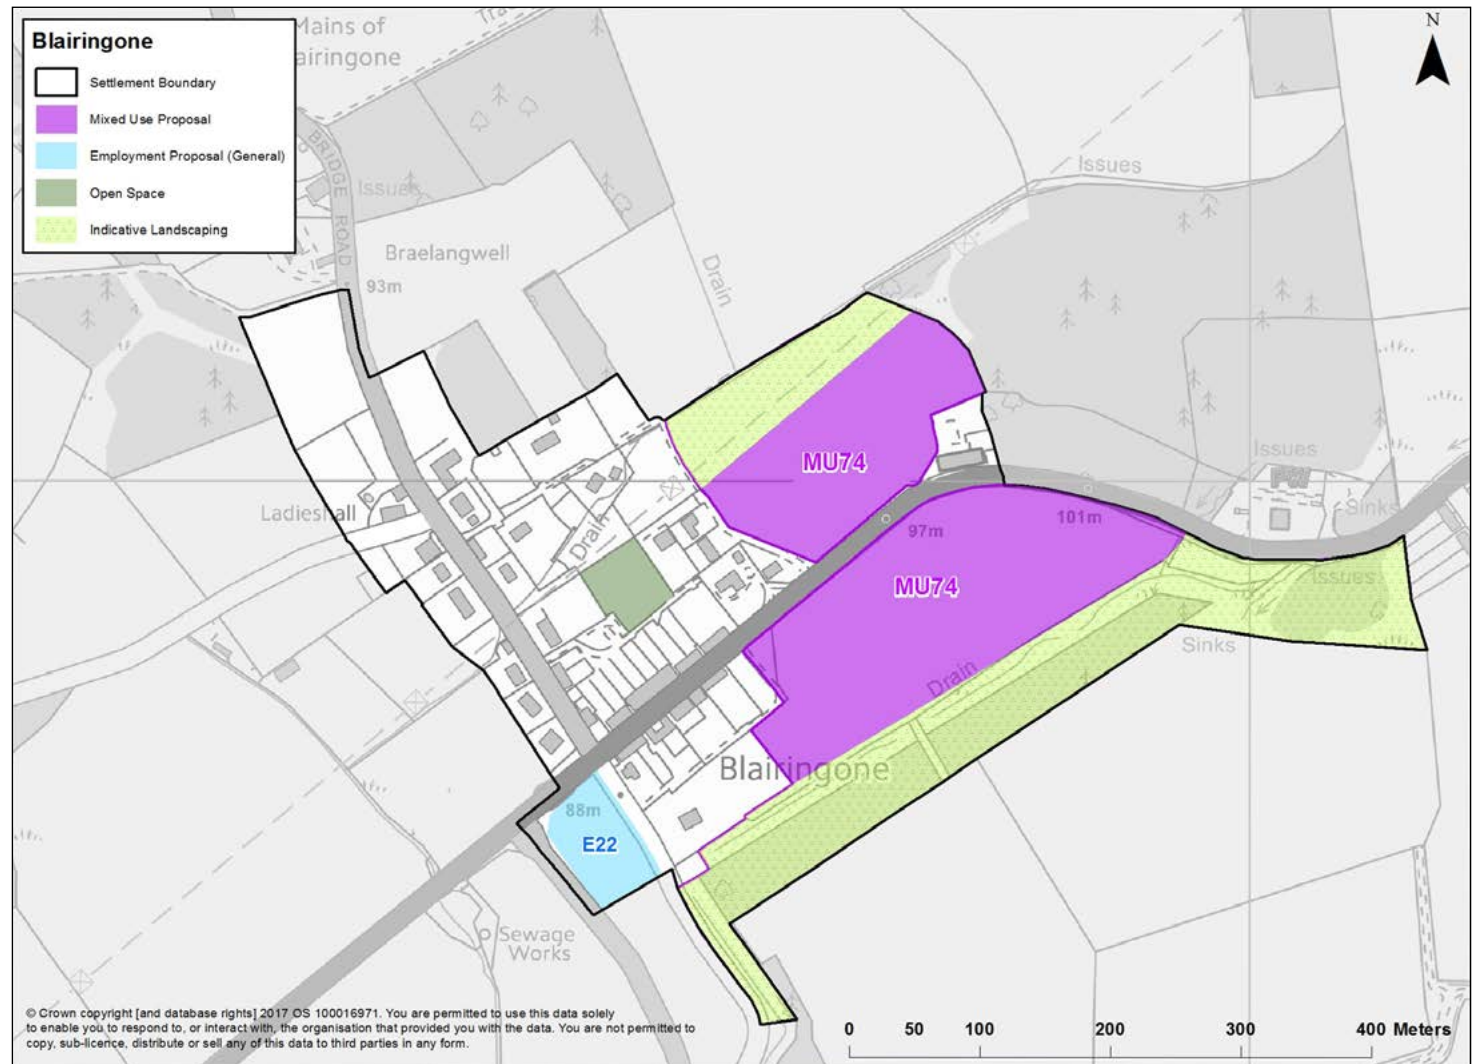 Blairingone
Settlement Boundary
Mixed Use Proposal
Employment Proposal (General)
Open Space
Indicative Landscaping
N
Mains of
BRIDGE ROAD
Issues
Issues
Braelangwell
Drain
93m
MU74
Issues
Ladieshall
Drain
97m
101m
Sinks
MU74
Issues
Sinks
Drain
Blairingone
88m
E22
Sewage
Works
© Crown copyright [and database rights] 2017 OS 100016971. You are permitted to use this data solely
to enable you to respond to, or interact with, the organisation that provided you with the data. You are not permitted to
copy, sub-licence, distribute or sell any of this data to third parties in any form.
0 50 100 200 300 400 Meters